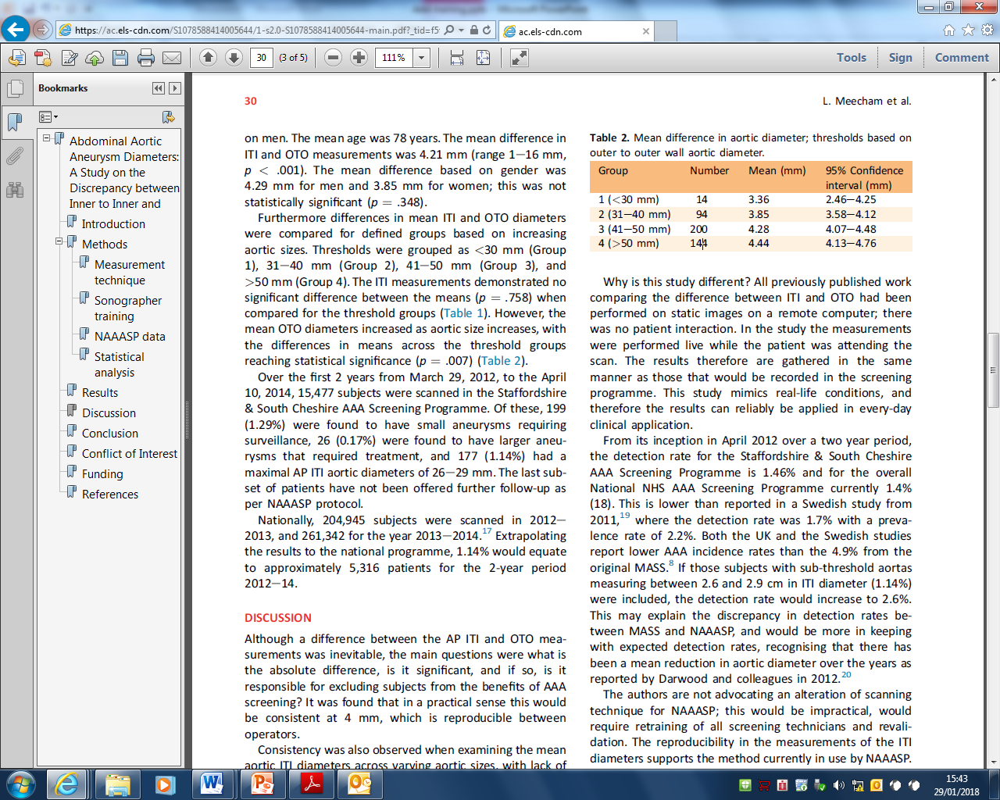 https://ac.els-cdn.com/S1078588414005644/1-s2.0-S1078588414005644-main.pdf?_tid=f5
ac.els-cdn.com
30
(3 of 5)
111%
Tools
Sign
Comment
Bookmarks
Abdominal Aortic
Aneurysm Diameters:
A Study on the
Discrepancy between
Inner to Inner and
Introduction
Methods
Measurement
technique
Sonographer
training
NAAASP data
Statistical
analysis
Results
Discussion
Conclusion
Conflict of Interest
Funding
References
30
L. Meecham et al.
on men. The mean age was 78 years. The mean difference in
ITI and OTO measurements was 4.21 mm (range 1—16 mm,
p < .001). The mean difference based on gender was
4.29 mm for men and 3.85 mm for women; this was not
statistically significant (p = .348).
Furthermore differences in mean ITI and OTO diameters
were compared for defined groups based on increasing
aortic sizes. Thresholds were grouped as <30 mm (Group
1), 31—40 mm (Group 2), 41—50 mm (Group 3), and
>50 mm (Group 4). The ITI measurements demonstrated no
significant difference between the means (p = .758) when
compared for the threshold groups (Table 1). However, the
mean OTO diameters increased as aortic size increases, with
the differences in means across the threshold groups
reaching statistical significance (p = .007) (Table 2).
Over the first 2 years from March 29, 2012, to the April
10, 2014, 15,477 subjects were scanned in the Staffordshire
& South Cheshire AAA Screening Programme. Of these, 199
(1.29%) were found to have small aneurysms requiring
surveillance, 26 (0.17%) were found to have larger aneu-
rysms that required treatment, and 177 (1.14%) had a
maximal AP ITI aortic diameters of 26—29 mm. The last sub-
set of patients have not been offered further follow-up as
per NAAASP protocol.
Nationally, 204,945 subjects were scanned in 2012—
2013, and 261,342 for the year 2013—2014.17 Extrapolating
the results to the national programme, 1.14% would equate
to approximately 5,316 patients for the 2-year period
2012—14.
DISCUSSION
Although a difference between the AP ITI and OTO mea-
surements was inevitable, the main questions were what is
the absolute difference, is it significant, and if so, is it
responsible for excluding subjects from the benefits of AAA
screening? It was found that in a practical sense this would
be consistent at 4 mm, which is reproducible between
operators.
Consistency was also observed when examining the mean
aortic ITI diameters across varying aortic sizes, with lack of
Table 2. Mean difference in aortic diameter; thresholds based on
outer to outer wall aortic diameter.
Group Number Mean (mm) 95% Confidence
interval (mm)
1 (<30 mm) 14 3.36 2.46—4.25
2 (31—40 mm) 94 3.85 3.58—4.12
3 (41—50 mm) 200 4.28 4.07—4.48
4 (>50 mm) 144 4.44 4.13—4.76
Why is this study different? All previously published work
comparing the difference between ITI and OTO had been
performed on static images on a remote computer; there
was no patient interaction. In the study the measurements
were performed live while the patient was attending the
scan. The results therefore are gathered in the same
manner as those that would be recorded in the screening
programme. This study mimics real-life conditions, and
therefore the results can reliably be applied in every-day
clinical application.
From its inception in April 2012 over a two year period,
the detection rate for the Staffordshire & South Cheshire
AAA Screening Programme is 1.46% and for the overall
National NHS AAA Screening Programme currently 1.4%
(18). This is lower than reported in a Swedish study from
2011,19 where the detection rate was 1.7% with a preva-
lence rate of 2.2%. Both the UK and the Swedish studies
report lower AAA incidence rates than the 4.9% from the
original MASS.8 If those subjects with sub-threshold aortas
measuring between 2.6 and 2.9 cm in ITI diameter (1.14%)
were included, the detection rate would increase to 2.6%.
This may explain the discrepancy in detection rates be-
tween MASS and NAAASP, and would be more in keeping
with expected detection rates, recognising that there has
been a mean reduction in aortic diameter over the years as
reported by Darwood and colleagues in 2012.20
The authors are not advocating an alteration of scanning
technique for NAAASP; this would be impractical, would
require retraining of all screening technicians and revali-
dation. The reproducibility in the measurements of the ITI
diameters supports the method currently in use by NAAASP.
15:43
29/01/2018